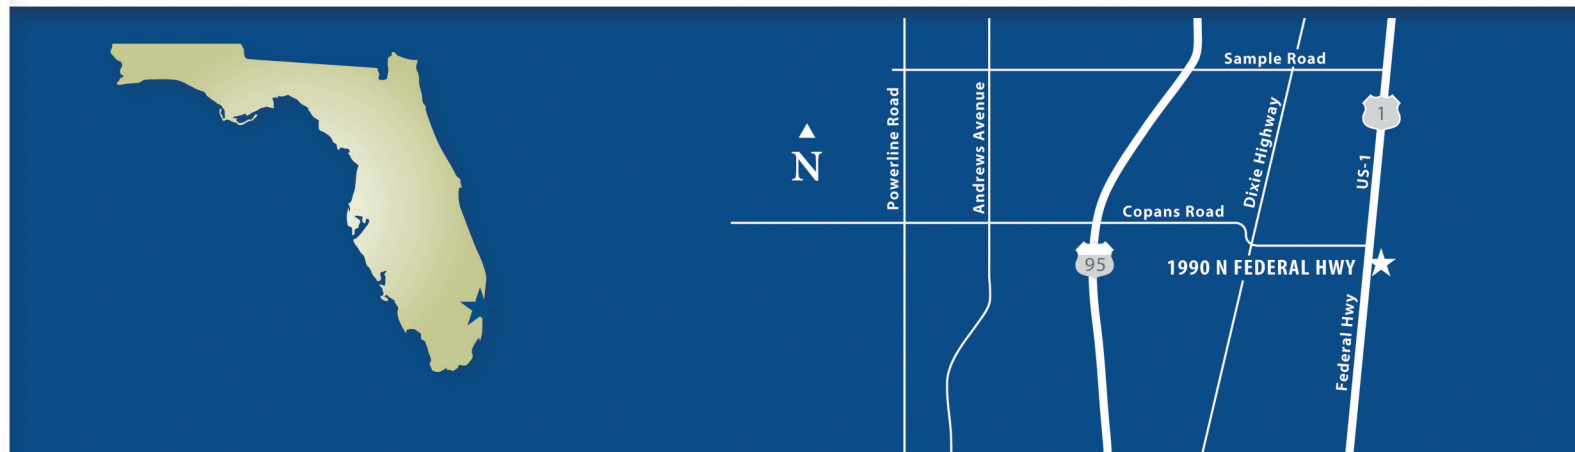 Sample Road
1
Powerline Road
Andrews Avenue
Dixie Highway
US-1
N
Copans Road
95
1990 N FEDERAL HWY
Federal Hwy